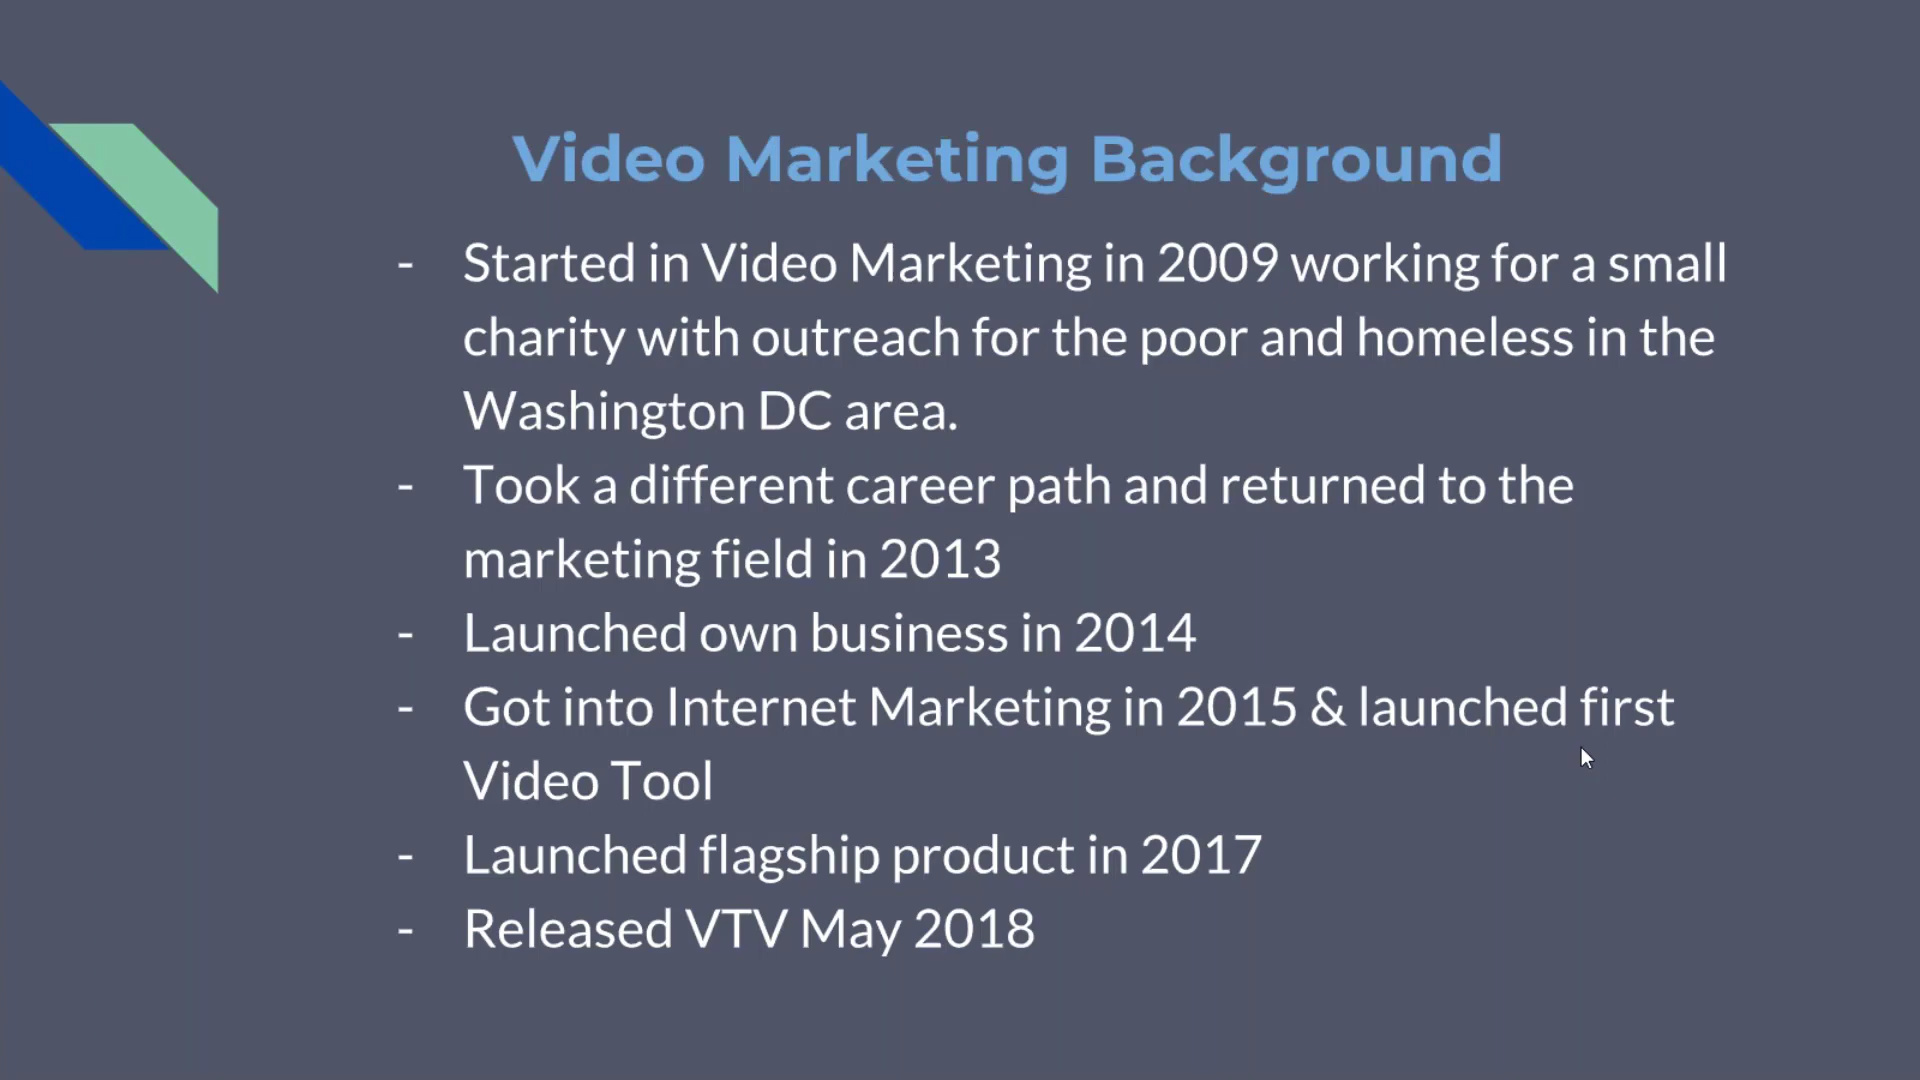 Video Marketing Background
- Started in Video Marketing in 2009 working for a small
charity with outreach for the poor and homeless in the
Washington DC area.
- Took a different career path and returned to the
marketing field in 2013
- Launched own business in 2014
- Got into Internet Marketing in 2015 & launched first
Video Tool
- Launched flagship product in 2017
- Released VTV May 2018